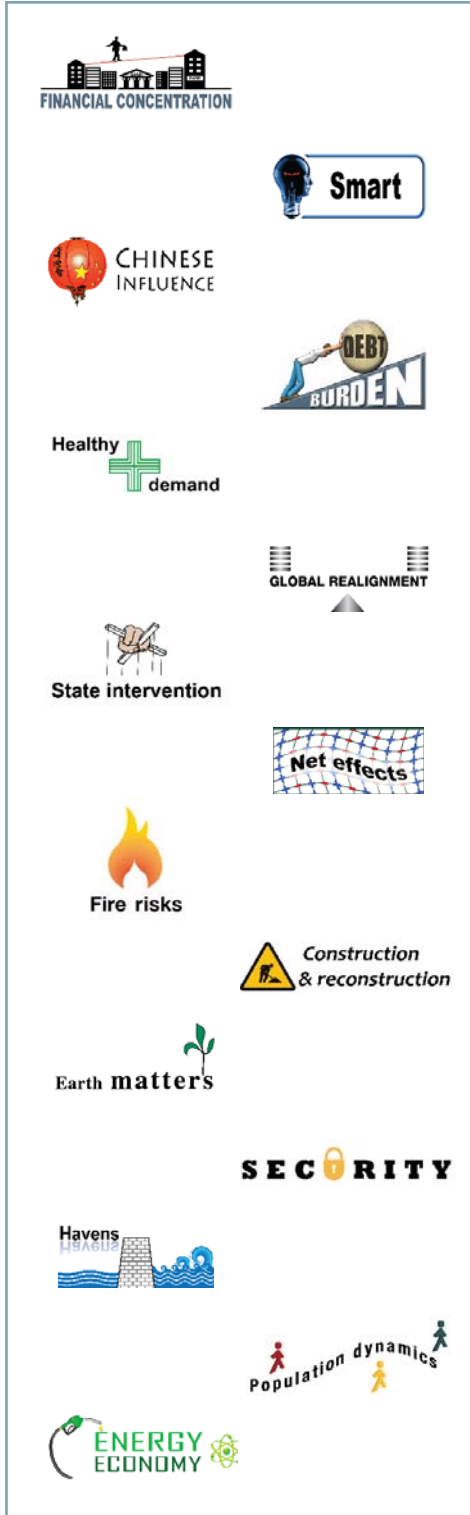 FINANCIAL CONCENTRATION
Smart
CHINESE
INFLUENCE
DEBT
BURDEN
Healthy
demand
GLOBAL REALIGNMENT
State intervention
Net effects
Fire risks
Construction
& reconstruction
Earth matters
SECURITY
Havens
Havens
Population dynamics
ENERGY
ECONOMY